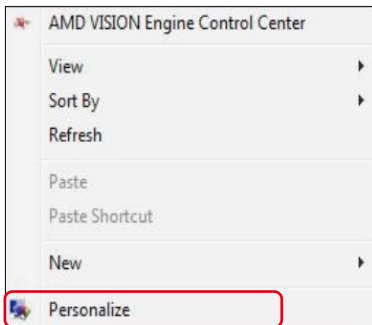 AMD VISION Engine Control Center
View
Sort By
Refresh
Paste
Paste Shortcut
New
Personalize